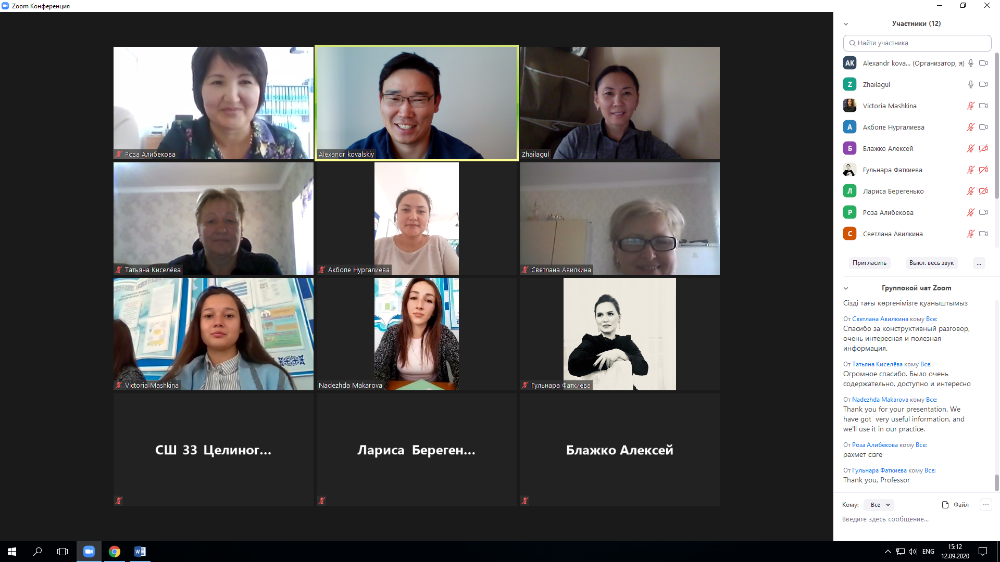 Zoom Конференция
Роза Алибекова
Alexandr kovalskiy
Zhailagul
Татьяна Киселёва
Акбопе Нургалиева
Светлана Авилкина
Victoria Mashkina
Nadezhda Makarova
Гульнара Фаткиева
СШ 33 Целиног...
Лариса Береген...
Блажко Алексей
Участники (12)
Найти участника
AK Alexandr kova... (Организатор, я)
Z Zhailagul
Victoria Mashkina
А Акбопе Нургалиева
Б Блажко Алексей
Гульнара Фаткиева
Л Лариса Берегенько
Р Роза Алибекова
С Светлана Авилкина
Пригласить Выкл. весь звук ...
Групповой чат Zoom
Сізді тағы көргенімізге қуаныштымыз
От Светлана Авилкина кому Все:
Спасибо за конструктивный разговор,
очень интересная и полезная
информация.
От Татьяна Киселёва кому Все:
Огромное спасибо. Было очень
содержательно, доступно и интересно
От Nadezhda Makarova кому Все:
Thank you for your presentation. We
have got very useful information, and
we'll use it in our practice.
От Роза Алибекова кому Все:
рахмет сізге
От Гульнара Фаткиева кому Все:
Thank you, Professor
Кому: Все Файл ...
Введите здесь сообщение...
ENG
15:12
12.09.2020